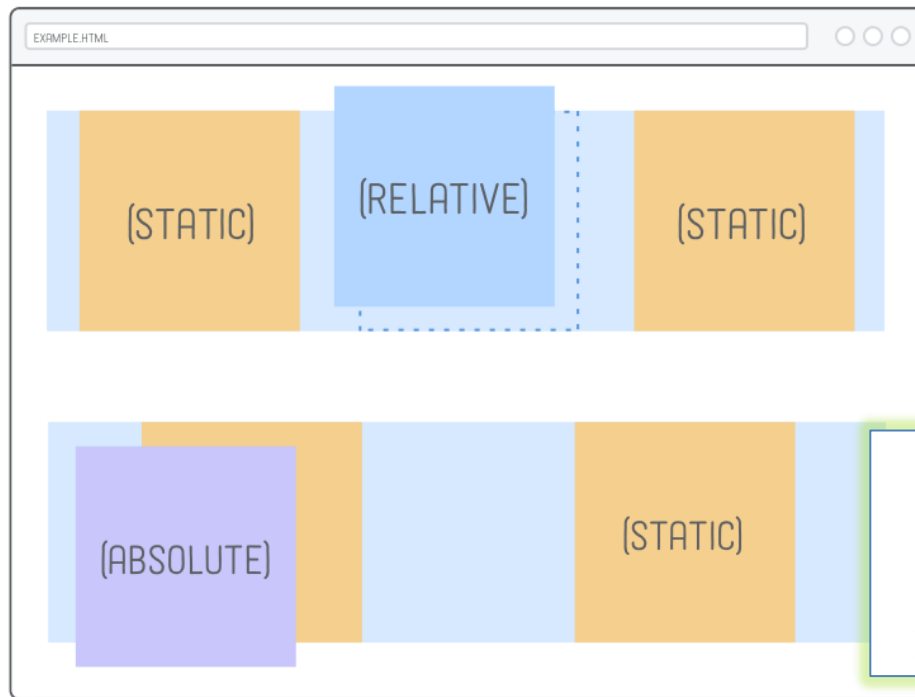 EXAMPLE.HTML
(RELATIVE)
(STATIC)
(STATIC)
(STATIC)
(ABSOLUTE)